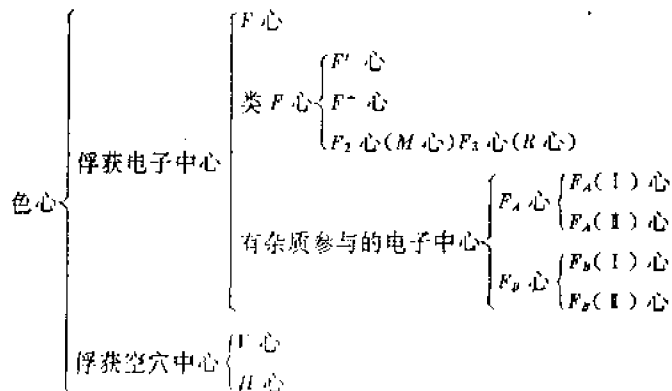 F 心
F' 心
类 F 心
F⁺ 心
F₂ 心(M 心)F₃ 心(R 心)
俘获电子中心
色心
F_A(Ⅰ)心
F_A 心
F_A(Ⅱ)心
有杂质参与的电子中心
F_B(Ⅰ)心
F_B 心
F_B(Ⅱ)心
心
俘获空穴中心
H 心